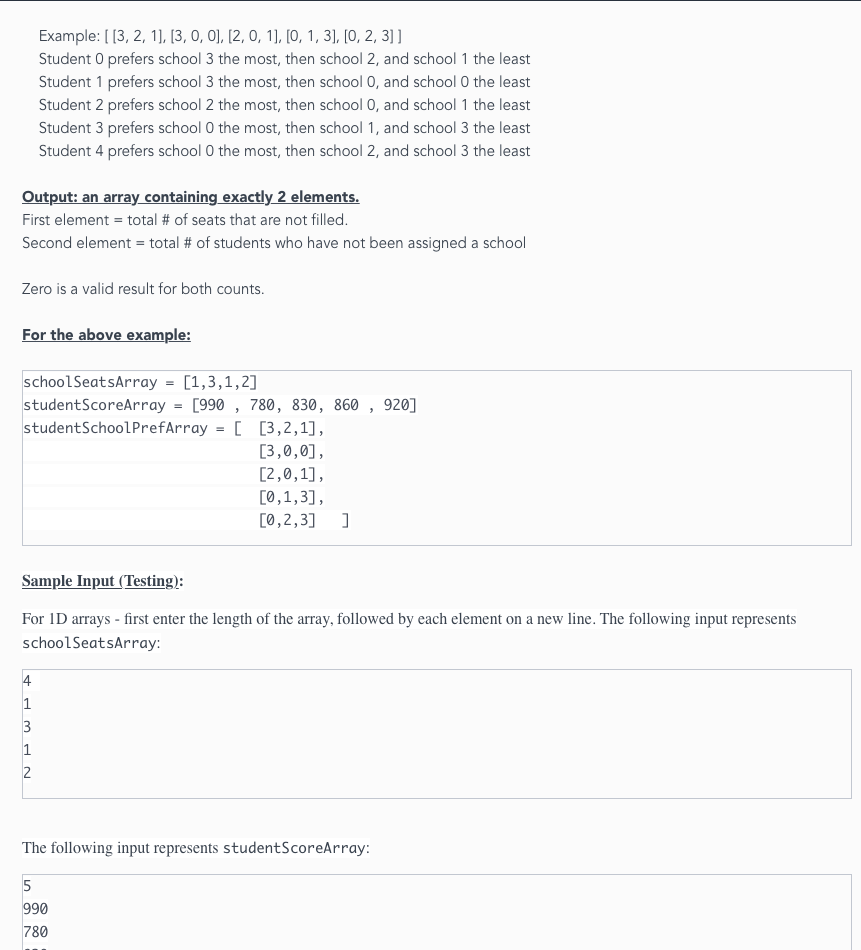 Example: [ [3, 2, 1], [3, 0, 0], [2, 0, 1], [0, 1, 3], [0, 2, 3] ]
Student 0 prefers school 3 the most, then school 2, and school 1 the least
Student 1 prefers school 3 the most, then school 0, and school 0 the least
Student 2 prefers school 2 the most, then school 0, and school 1 the least
Student 3 prefers school 0 the most, then school 1, and school 3 the least
Student 4 prefers school 0 the most, then school 2, and school 3 the least
Output: an array containing exactly 2 elements.
First element = total # of seats that are not filled.
Second element = total # of students who have not been assigned a school
Zero is a valid result for both counts.
For the above example:
schoolSeatsArray = [1,3,1,2]
studentScoreArray = [990 , 780, 830, 860 , 920]
studentSchoolPrefArray = [ [3,2,1],
[3,0,0],
[2,0,1],
[0,1,3],
[0,2,3] ]
Sample Input (Testing):
For 1D arrays - first enter the length of the array, followed by each element on a new line. The following input represents
schoolSeatsArray:
4
1
3
1
2
The following input represents studentScoreArray:
5
990
780